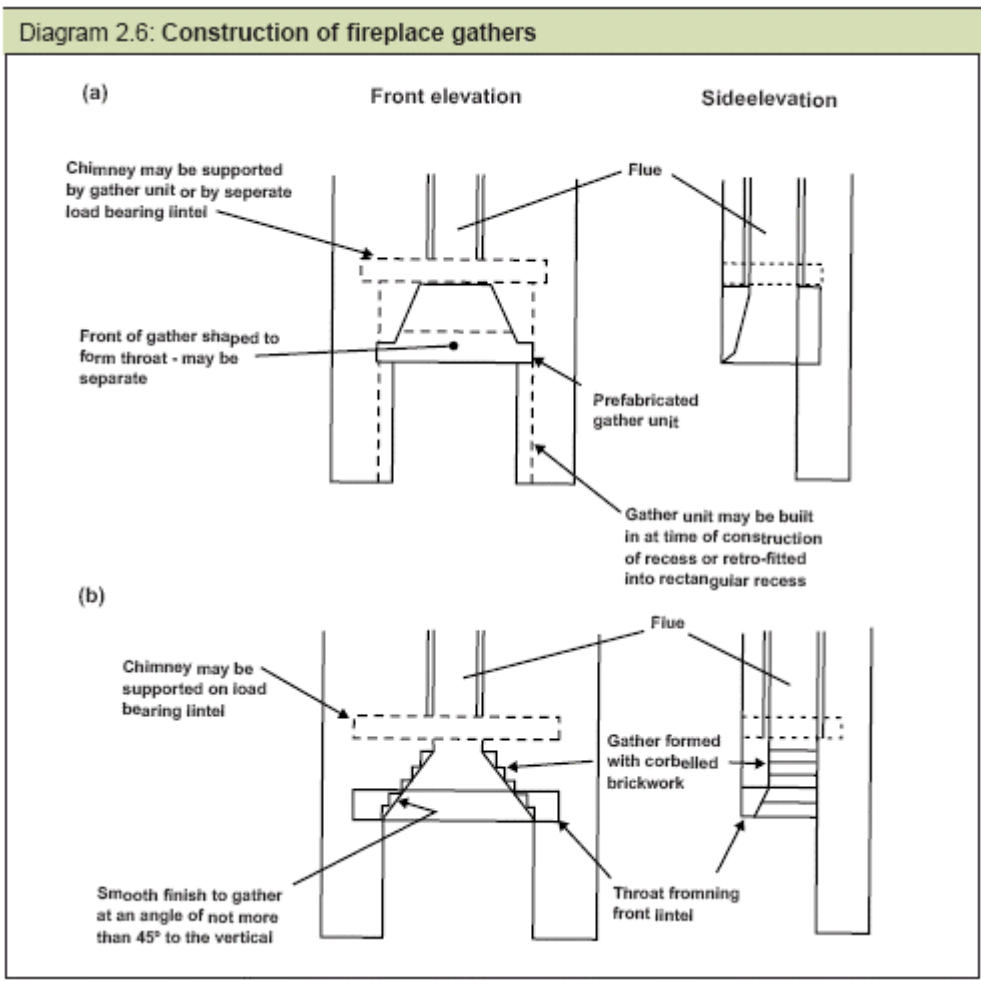 Diagram 2.6: Construction of fireplace gathers
(a)
Front elevation
Sideelevation
Chimney may be supported
by gather unit or by seperate
load bearing lintel
Flue
Front of gather shaped to
form throat - may be
separate
Prefabricated
gather unit
Gather unit may be built
in at time of construction
of recess or retro-fitted
into rectangular recess
(b)
Flue
Chimney may be
supported on load
bearing lintel
Gather formed
with corbelled
brickwork
Smooth finish to gather
at an angle of not more
than 45º to the vertical
Throat fromning
front lintel